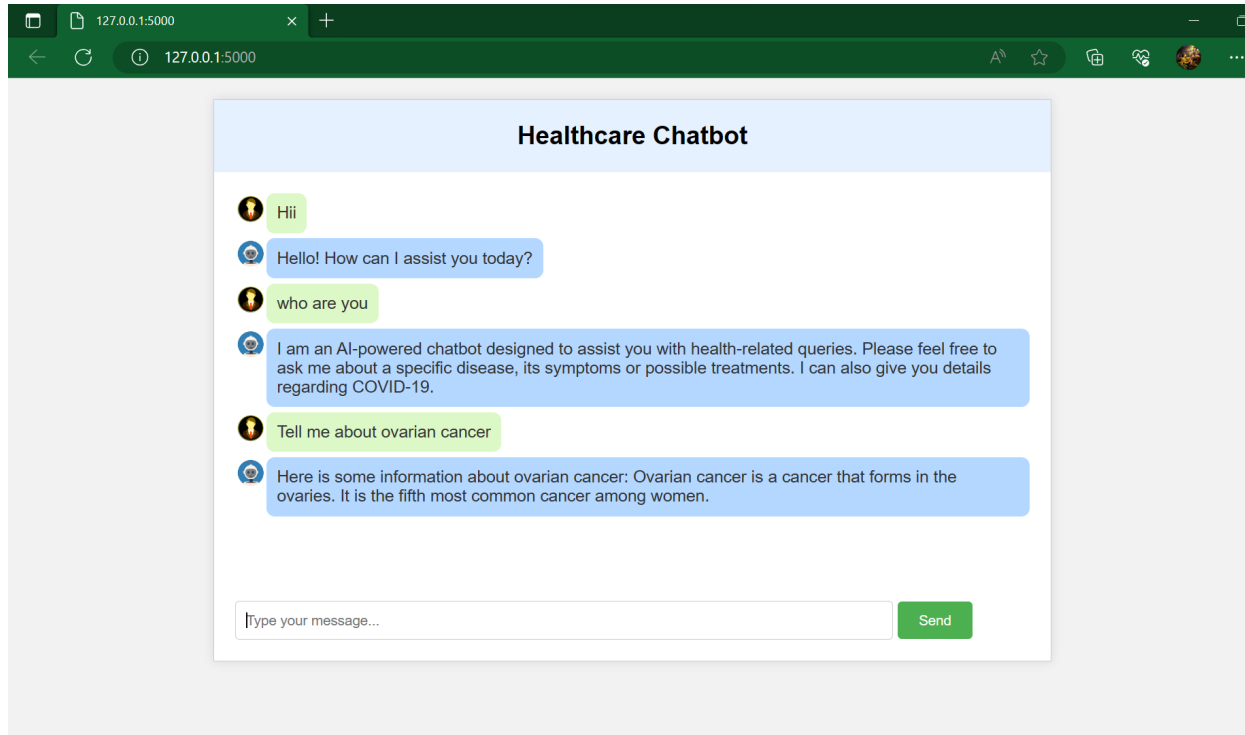 127.0.0.1:5000
127.0.0.1:5000
Healthcare Chatbot
Hii
Hello! How can I assist you today?
who are you
I am an AI-powered chatbot designed to assist you with health-related queries. Please feel free to
ask me about a specific disease, its symptoms or possible treatments. I can also give you details
regarding COVID-19.
Tell me about ovarian cancer
Here is some information about ovarian cancer: Ovarian cancer is a cancer that forms in the
ovaries. It is the fifth most common cancer among women.
Type your message...
Send